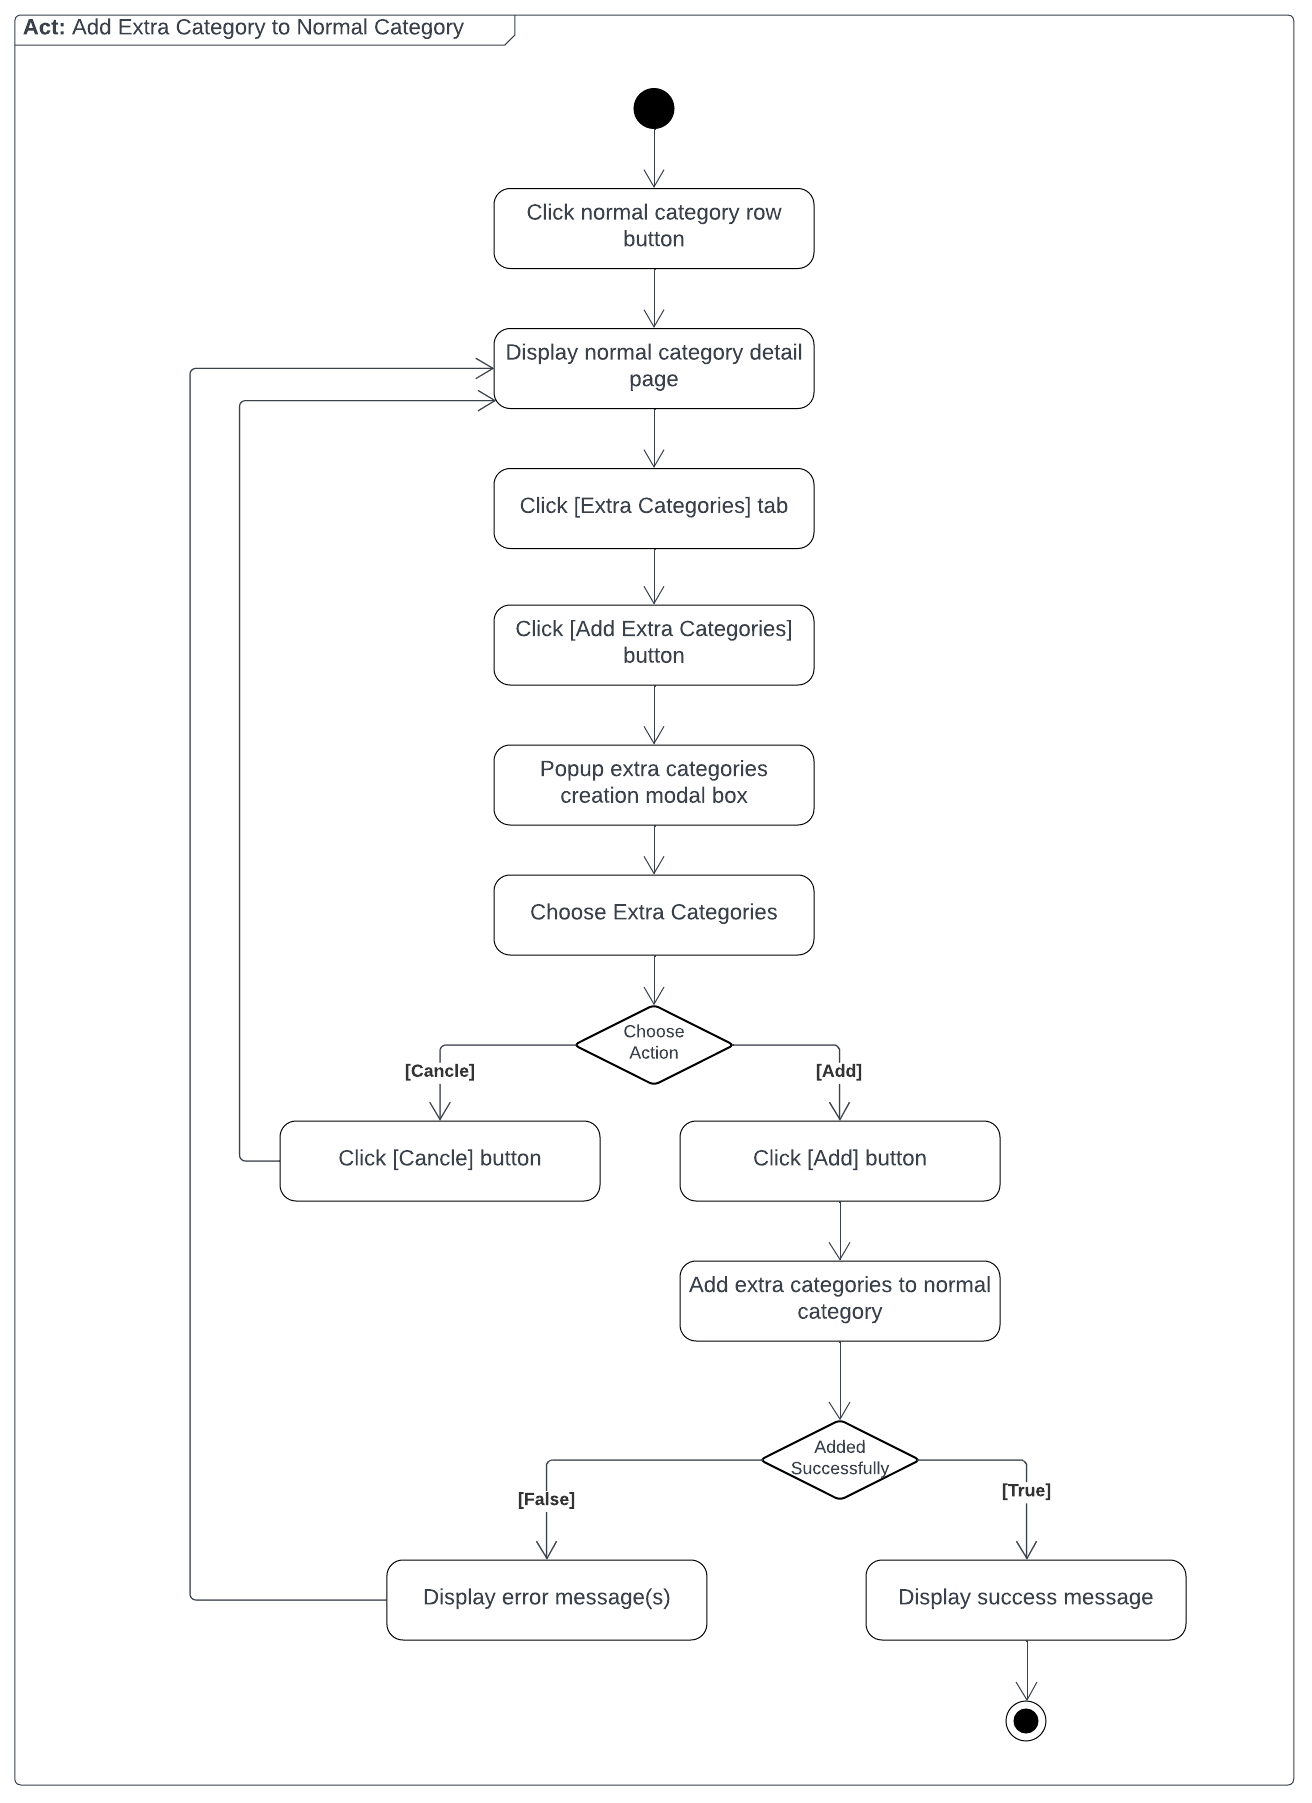 Act: Add Extra Category to Normal Category
Click normal category row
button
Display normal category detail
page
Click [Extra Categories] tab
Click [Add Extra Categories]
button
Popup extra categories
creation modal box
Choose Extra Categories
Choose
Action
[Cancle]
[Add]
Click [Cancle] button
Click [Add] button
Add extra categories to normal
category
Added
Successfully
[False]
[True]
Display error message(s)
Display success message